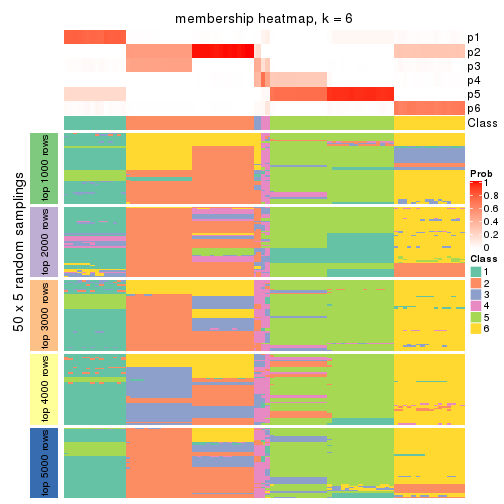 membership heatmap, k = 6
p1
p2
p3
p4
p5
p6
Class
50 x 5 random samplings
top 1000 rows
top 2000 rows
top 3000 rows
top 4000 rows
top 5000 rows
Prob
1
0.8
0.6
0.4
0.2
0
Class
1
2
3
4
5
6